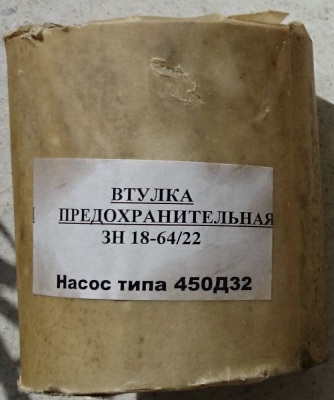 ВТУЛКА
ПРЕДОХРАНИТЕЛЬНАЯ
ЗН 18-64/22
Насос типа 450Д32